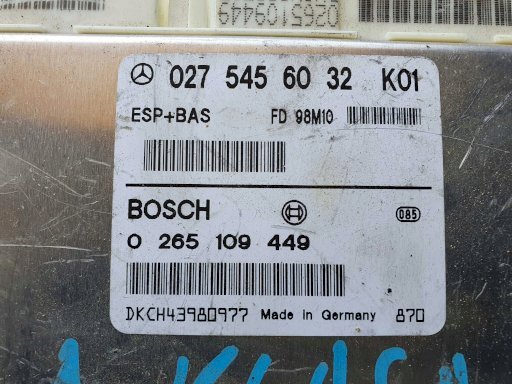 0265109449
027 545 60 32 K01
ESP+BAS FD 98M10
BOSCH 085
0 265 109 449
DKCH43980977 Made in Germany 870